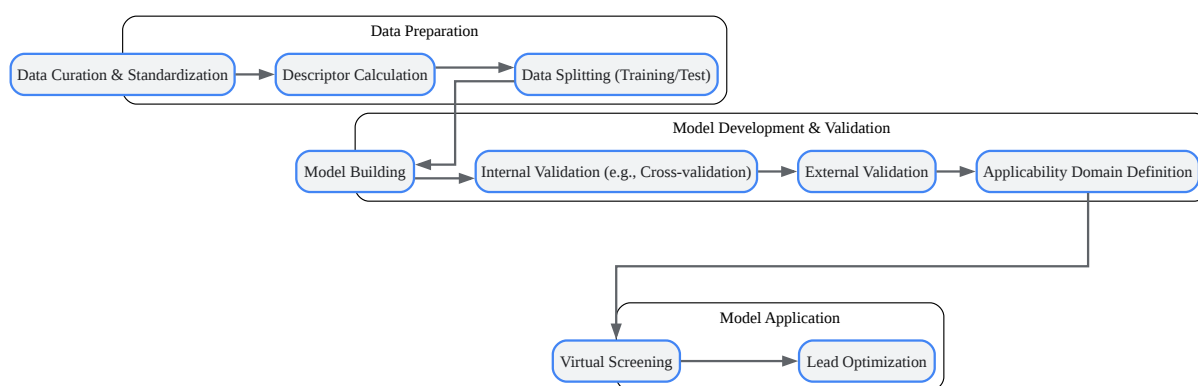 Data Preparation
Data Curation & Standardization
Descriptor Calculation
Data Splitting (Training/Test)
Model Development & Validation
Model Building
Internal Validation (e.g., Cross-validation)
External Validation
Applicability Domain Definition
Model Application
Virtual Screening
Lead Optimization